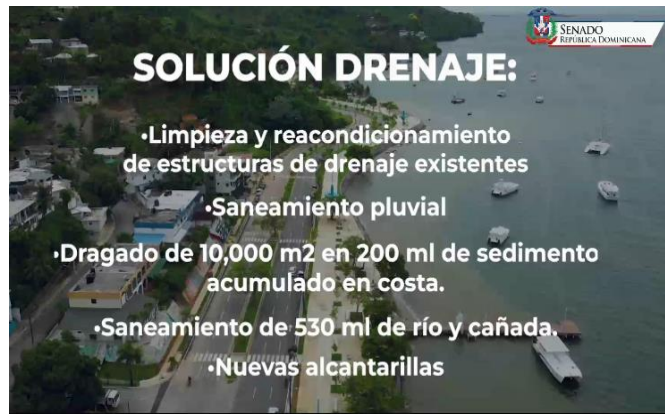 SENADO
REPÚBLICA DOMINICANA
SOLUCIÓN DRENAJE:
•Limpieza y reacondicionamiento
de estructuras de drenaje existentes
•Saneamiento pluvial
•Dragado de 10,000 m2 en 200 ml de sedimento
acumulado en costa.
•Saneamiento de 530 ml de río y cañada.
•Nuevas alcantarillas